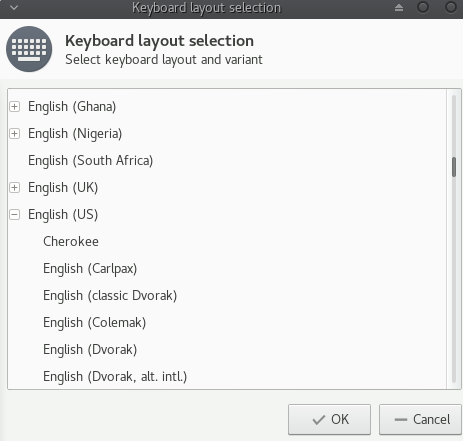 Keyboard layout selection
Keyboard layout selection
Select keyboard layout and variant
English (Ghana)
English (Nigeria)
English (South Africa)
English (UK)
English (US)
Cherokee
English (Carlpax)
English (classic Dvorak)
English (Colemak)
English (Dvorak)
English (Dvorak, alt. intl.)
OK
Cancel